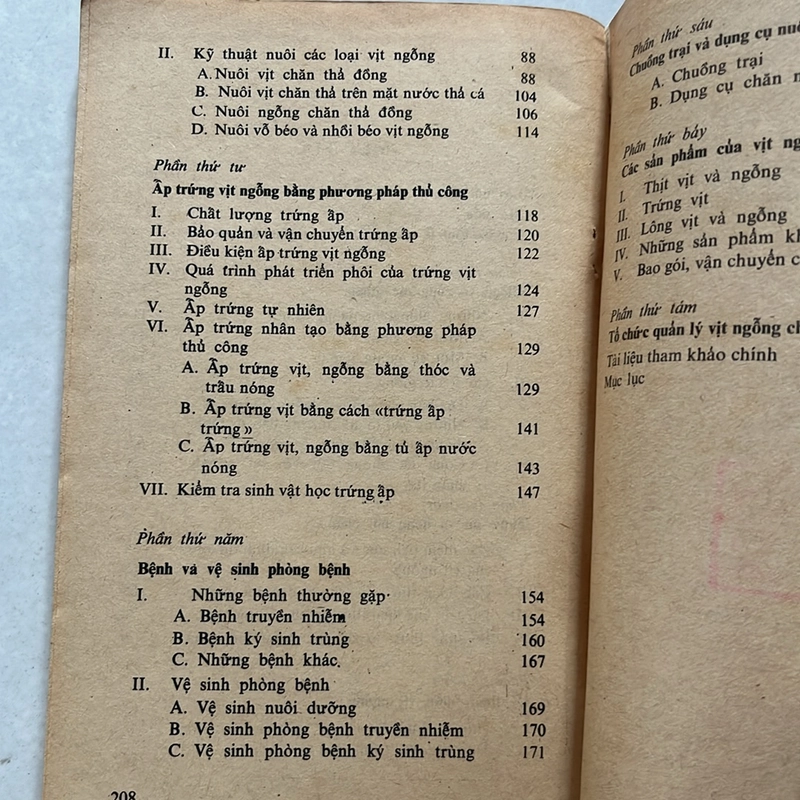 II. Kỹ thuật nuôi các loại vịt ngỗng 88
A. Nuôi vịt chăn thả đồng 88
B. Nuôi vịt chăn thả trên mặt nước thả cá 104
C. Nuôi ngỗng chăn thả đồng 106
D. Nuôi vỗ béo và nhồi béo vịt ngỗng 114
Phần thứ tư
Ấp trứng vịt ngỗng bằng phương pháp thủ công
I. Chất lượng trứng ấp 118
II. Bảo quản và vận chuyển trứng ấp 120
III. Điều kiện ấp trứng vịt ngỗng 122
IV. Quá trình phát triển phôi của trứng vịt
ngỗng 124
V. Ấp trứng tự nhiên 127
VI. Ấp trứng nhân tạo bằng phương pháp
thủ công 129
A. Ấp trứng vịt, ngỗng bằng thóc và
trấu nóng 129
B. Ấp trứng vịt bằng cách «trứng ấp
trứng» 141
C. Ấp trứng vịt, ngỗng bằng tủ ấp nước
nóng 143
VII. Kiểm tra sinh vật học trứng ấp 147
Phần thứ năm
Bệnh và vệ sinh phòng bệnh
I. Những bệnh thường gặp 154
A. Bệnh truyền nhiễm 154
B. Bệnh ký sinh trùng 160
C. Những bệnh khác. 167
II. Vệ sinh phòng bệnh
A. Vệ sinh nuôi dưỡng 169
B. Vệ sinh phòng bệnh truyền nhiễm 170
C. Vệ sinh phòng bệnh ký sinh trùng 171
208
Phần thứ sáu
Chuồng trại và dụng cụ nuô
A. Chuồng trại
B. Dụng cụ chăn n
Phần thứ bảy
Các sản phẩm của vịt ng
I. Thịt vịt và ngỗng
II. Trứng vịt
III. Lông vịt và ngỗng
IV. Những sản phẩm kh
V. Bao gói, vận chuyển c
Phần thứ tám
Tổ chức quản lý vịt ngỗng ch
Tài liệu tham khảo chính
Mục lục